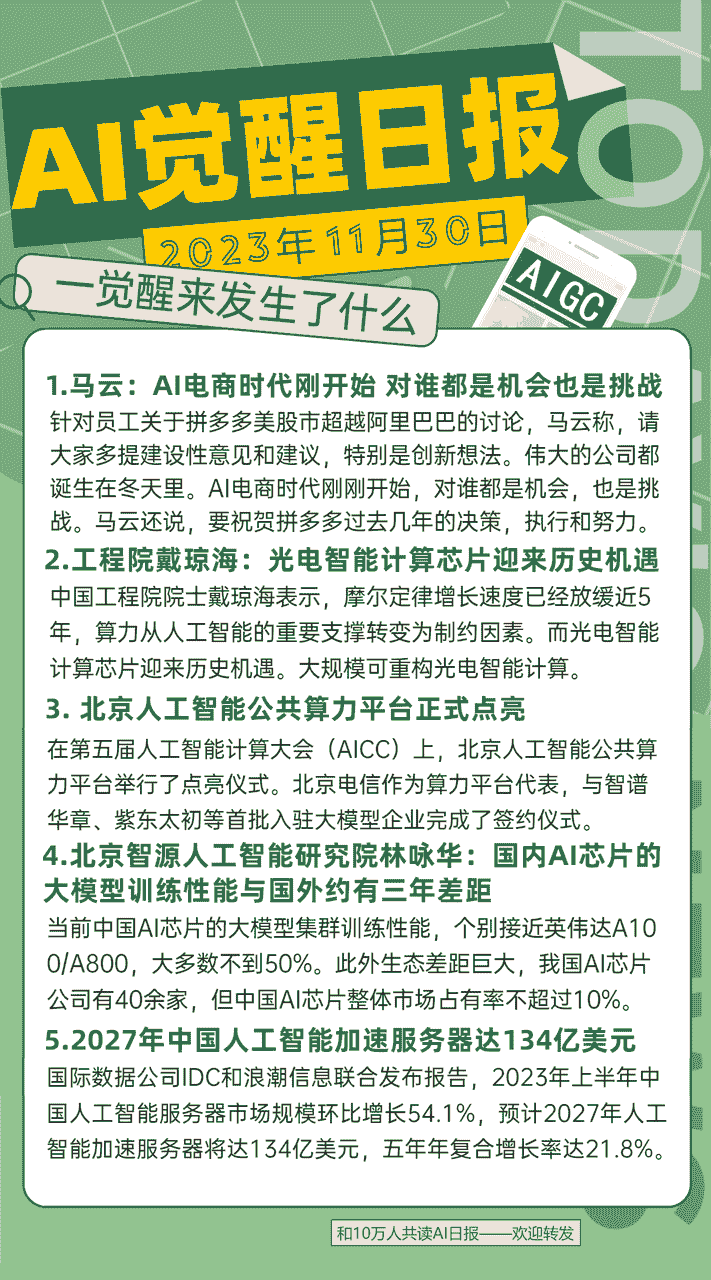 AI觉醒日报
2023年11月30日
一觉醒来发生了什么
AIGC
1.马云：AI电商时代刚开始 对谁都是机会也是挑战
针对员工关于拼多多美股市超越阿里巴巴的讨论，马云称，请
大家多提建设性意见和建议，特别是创新想法。伟大的公司都
诞生在冬天里。AI电商时代刚刚开始，对谁都是机会，也是挑
战。马云还说，要祝贺拼多多过去几年的决策，执行和努力。
2.工程院戴琼海：光电智能计算芯片迎来历史机遇
中国工程院院士戴琼海表示，摩尔定律增长速度已经放缓近5
年，算力从人工智能的重要支撑转变为制约因素。而光电智能
计算芯片迎来历史机遇。大规模可重构光电智能计算。
3. 北京人工智能公共算力平台正式点亮
在第五届人工智能计算大会（AICC）上，北京人工智能公共算
力平台举行了点亮仪式。北京电信作为算力平台代表，与智谱
华章、紫东太初等首批入驻大模型企业完成了签约仪式。
4.北京智源人工智能研究院林咏华：国内AI芯片的
大模型训练性能与国外约有三年差距
当前中国AI芯片的大模型集群训练性能，个别接近英伟达A10
0/A800，大多数不到50%。此外生态差距巨大，我国AI芯片
公司有40余家，但中国AI芯片整体市场占有率不超过10%。
5.2027年中国人工智能加速服务器达134亿美元
国际数据公司IDC和浪潮信息联合发布报告，2023年上半年中
国人工智能服务器市场规模环比增长54.1%，预计2027年人工
智能加速服务器将达134亿美元，五年年复合增长率达21.8%。
和10万人共读AI日报——欢迎转发